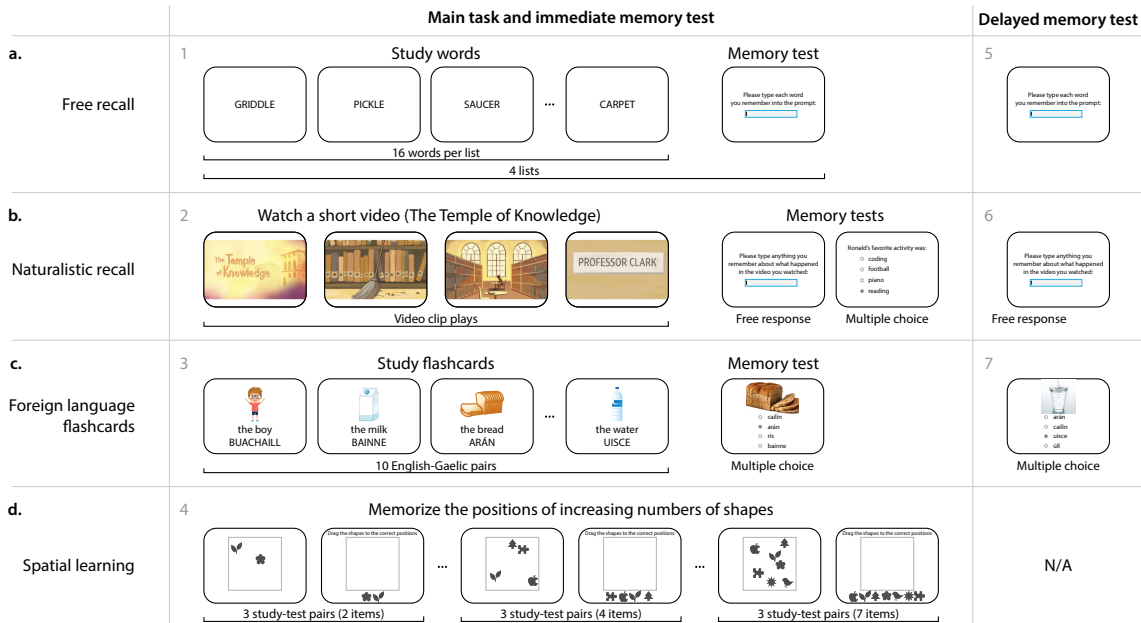 Main task and immediate memory test
Delayed memory test
a.
Free recall
1
Study words
GRIDDLE
PICKLE
SAUCER
...
CARPET
16 words per list
4 lists
Memory test
Please type each word
you remember into the prompt:
5
Please type each word
you remember into the prompt:
b.
Naturalistic recall
2
Watch a short video (The Temple of Knowledge)
The Temple
of Knowledge
PROFESSOR CLARK
Video clip plays
Memory tests
Please type anything you
remember about what happened
in the video you watched:
Free response
Ronald's favorite activity was:
coding
football
piano
reading
Multiple choice
6
Please type anything you
remember about what happened
in the video you watched:
Free response
c.
Foreign language
flashcards
3
Study flashcards
the boy
BUACHAILL
the milk
BAINNE
the bread
ARÁN
...
the water
UISCE
10 English-Gaelic pairs
Memory test
cailín
arán
rís
bainne
Multiple choice
7
arán
cailín
uisce
úll
Multiple choice
d.
Spatial learning
4
Memorize the positions of increasing numbers of shapes
Drag the shapes to the correct positions
3 study-test pairs (2 items)
...
Drag the shapes to the correct positions
3 study-test pairs (4 items)
...
Drag the shapes to the correct positions
3 study-test pairs (7 items)
N/A